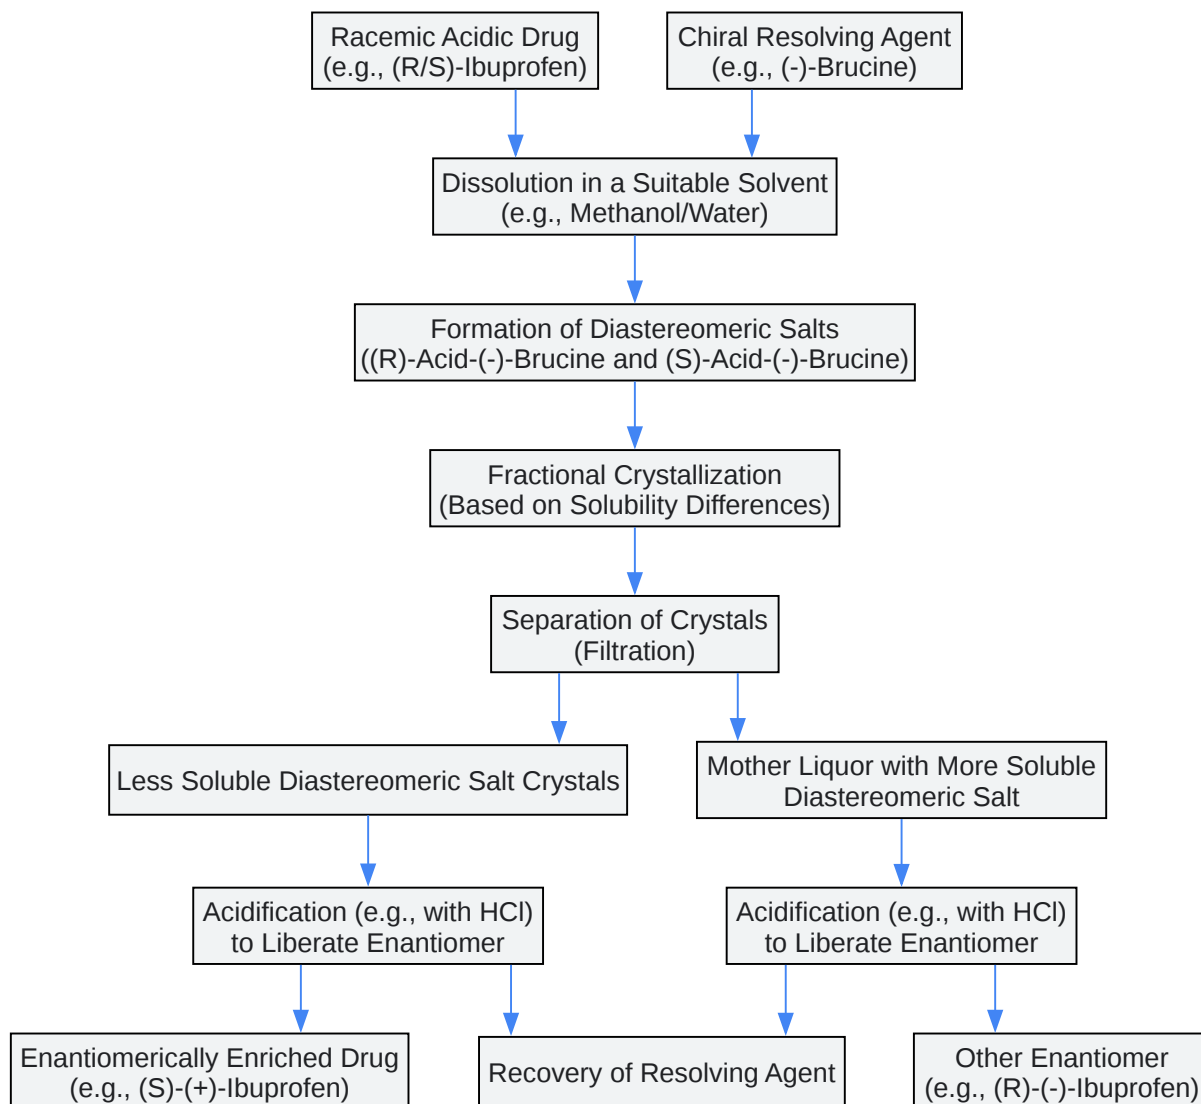 Racemic Acidic Drug
(e.g., (R/S)-Ibuprofen)
Chiral Resolving Agent
(e.g., (-)-Brucine)
Dissolution in a Suitable Solvent
(e.g., Methanol/Water)
Formation of Diastereomeric Salts
((R)-Acid-(-)-Brucine and (S)-Acid-(-)-Brucine)
Fractional Crystallization
(Based on Solubility Differences)
Separation of Crystals
(Filtration)
Less Soluble Diastereomeric Salt Crystals
Mother Liquor with More Soluble
Diastereomeric Salt
Acidification (e.g., with HCl)
to Liberate Enantiomer
Acidification (e.g., with HCl)
to Liberate Enantiomer
Enantiomerically Enriched Drug
(e.g., (S)-(+)-Ibuprofen)
Recovery of Resolving Agent
Other Enantiomer
(e.g., (R)-(-)-Ibuprofen)